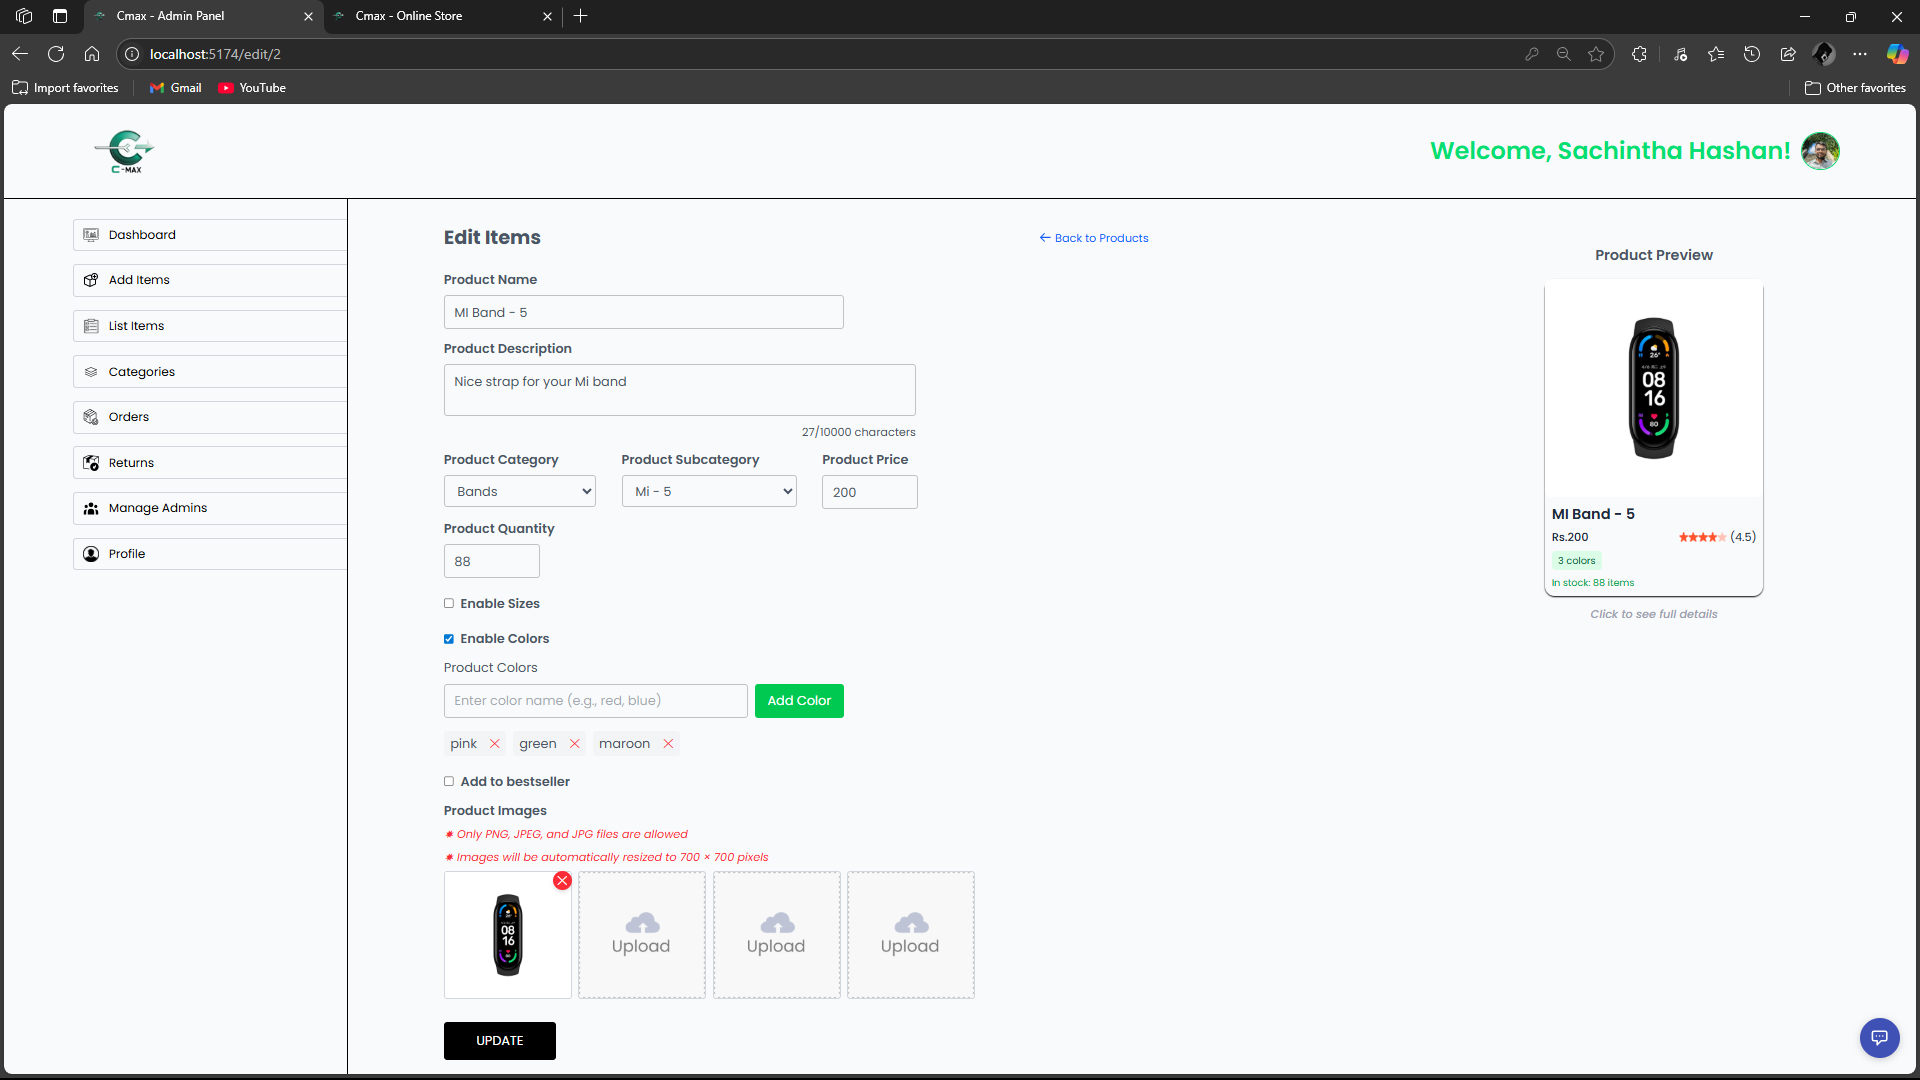 Cmax - Admin Panel
Cmax - Online Store
localhost:5174/edit/2
Import favorites
Gmail
YouTube
Other favorites
C-MAX
Welcome, Sachintha Hashan!
Dashboard
Add Items
List Items
Categories
Orders
Returns
Manage Admins
Profile
Edit Items
← Back to Products
Product Name
MI Band - 5
Product Description
Nice strap for your Mi band
27/10000 characters
Product Category
Product Subcategory
Product Price
Bands
Mi - 5
200
Product Quantity
88
Enable Sizes
Enable Colors
Product Colors
Enter color name (e.g., red, blue)
Add Color
pink
green
maroon
Add to bestseller
Product Images
✸ Only PNG, JPEG, and JPG files are allowed
✸ Images will be automatically resized to 700 × 700 pixels
08
16
Upload
Upload
Upload
UPDATE
Product Preview
26°
08
16
80
MI Band - 5
Rs.200
(4.5)
3 colors
In stock: 88 items
Click to see full details